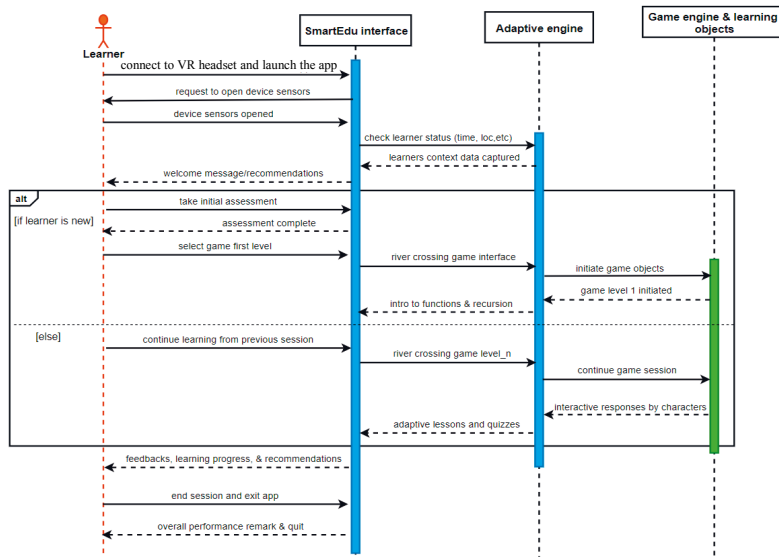 Game engine & learning
objects
SmartEdu interface
Adaptive engine
Learner
connect to VR headset and launch the app
request to open device sensors
device sensors opened
check learner status (time, loc,etc)
learners context data captured
welcome message/recommendations
alt
take initial assessment
[if learner is new]
assessment complete
select game first level
river crossing game interface
initiate game objects
game level 1 initiated
intro to functions & recursion
[else]
continue learning from previous session
river crossing game level_n
continue game session
interactive responses by characters
adaptive lessons and quizzes
feedbacks, learning progress, & recommendations
end session and exit app
overall performance remark & quit